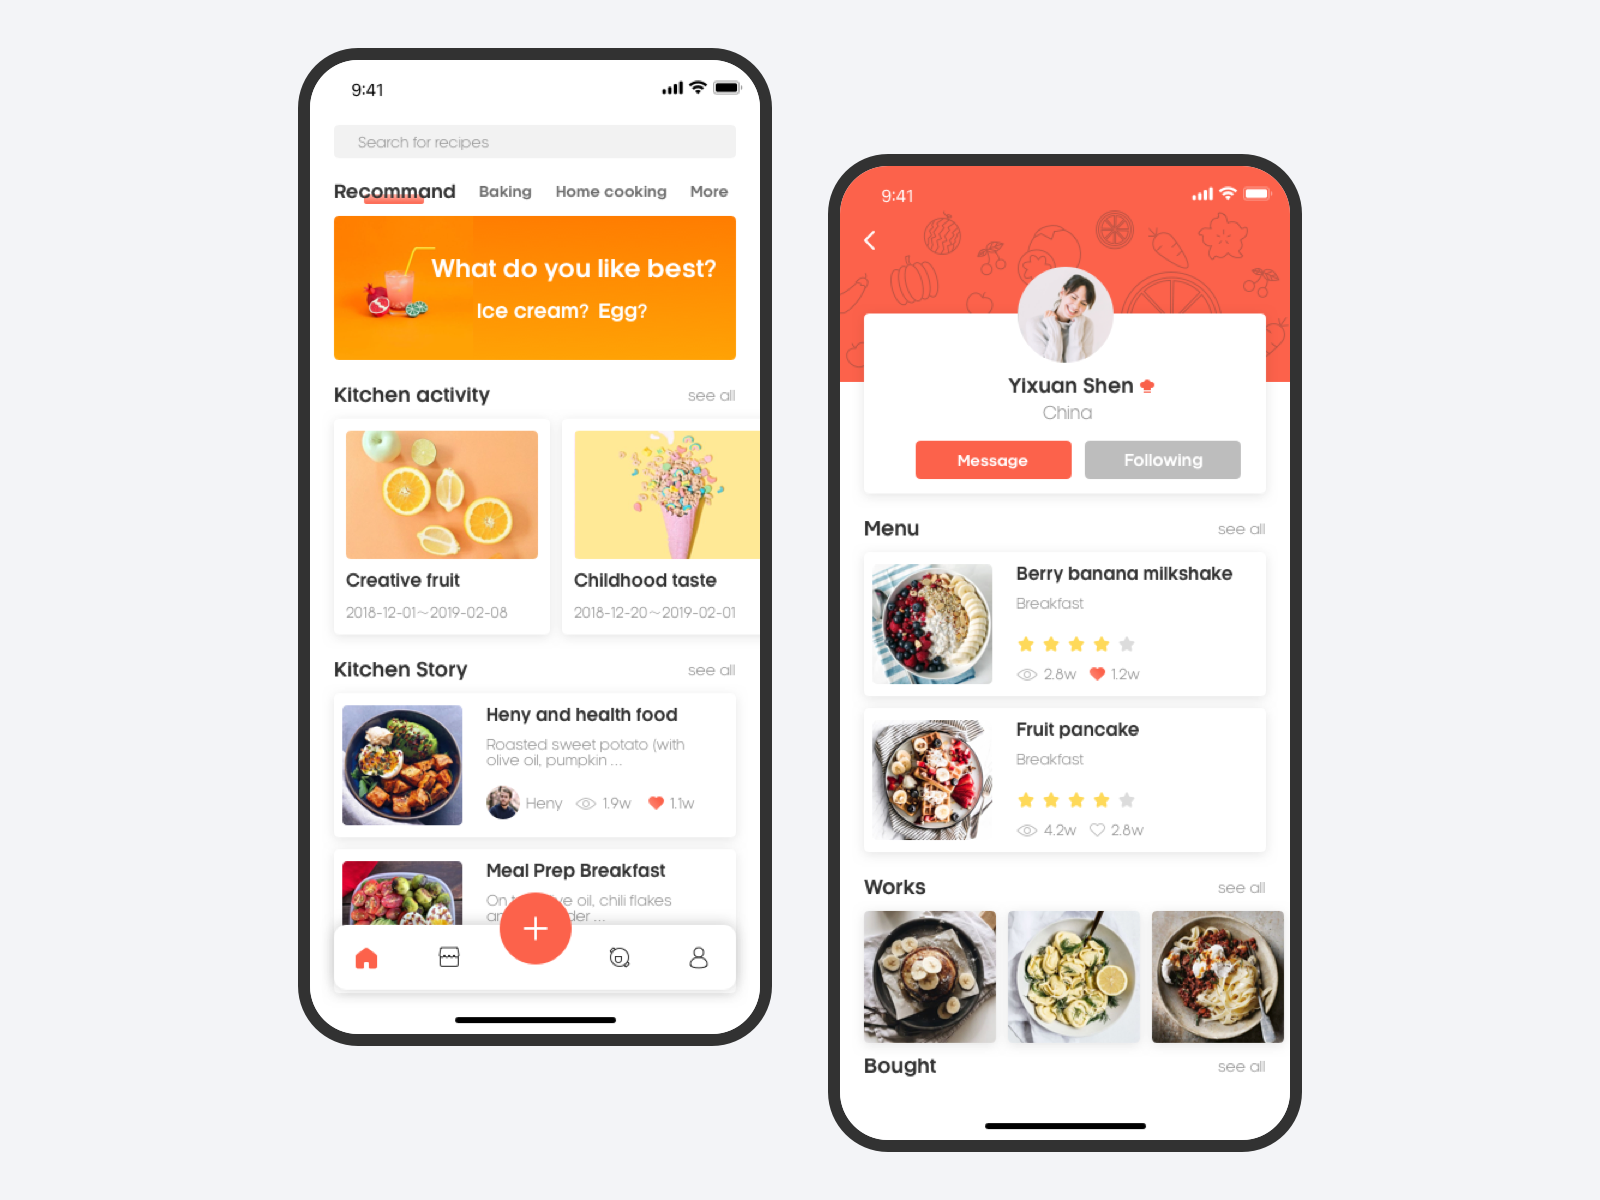 9:41
Search for recipes
Recommand Baking Home cooking More
What do you like best?
Ice cream? Egg?
Kitchen activity see all
Creative fruit
2018-12-01~2019-02-08
Childhood taste
2018-12-20~2019-02-01
Kitchen Story see all
Heny and health food
Roasted sweet potato (with
olive oil, pumpkin ...
Heny 1.9w 1.1w
Meal Prep Breakfast
oil, chili flakes
...
9:41
Yixuan Shen
China
Message Following
Menu see all
Berry banana milkshake
Breakfast
2.8w 1.2w
Fruit pancake
Breakfast
4.2w 2.8w
Works see all
Bought see all